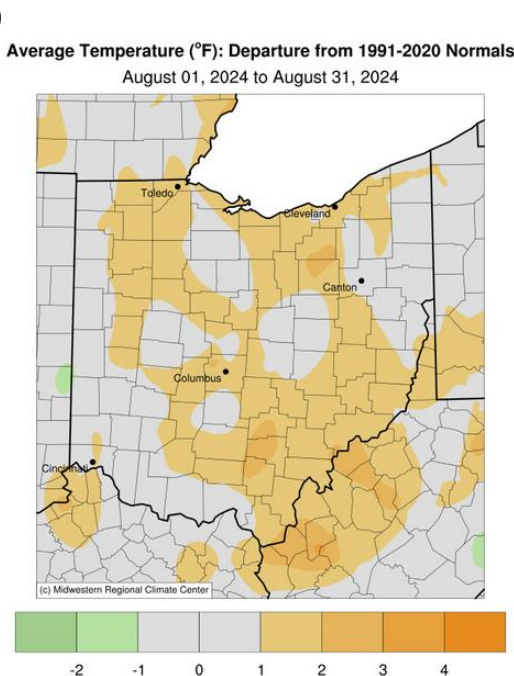 )
Average Temperature (°F): Departure from 1991-2020 Normals
August 01, 2024 to August 31, 2024
Toledo
Cleveland
Canton
Columbus
Cincinnati
(c) Midwestern Regional Climate Center
-2 -1 0 1 2 3 4